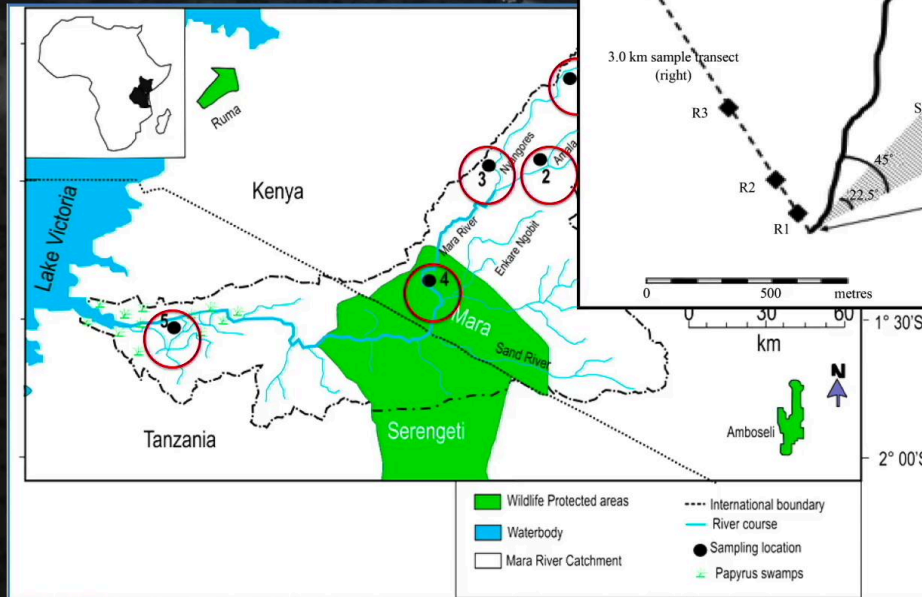 3.0 km sample transect
(right)
R3
R2
R1
45°
22.5°
0 500 metres
Ruma
Kenya
Lake Victoria
Nyangores
Amala
3
2
Mara River
Enkare Ngobit
4
Mara
Sand River
5
Tanzania
Serengeti
0 30 60
km
1° 30'S
N
Amboseli
2° 00'S
Wildlife Protected areas
Waterbody
Mara River Catchment
International boundary
River course
Sampling location
Papyrus swamps